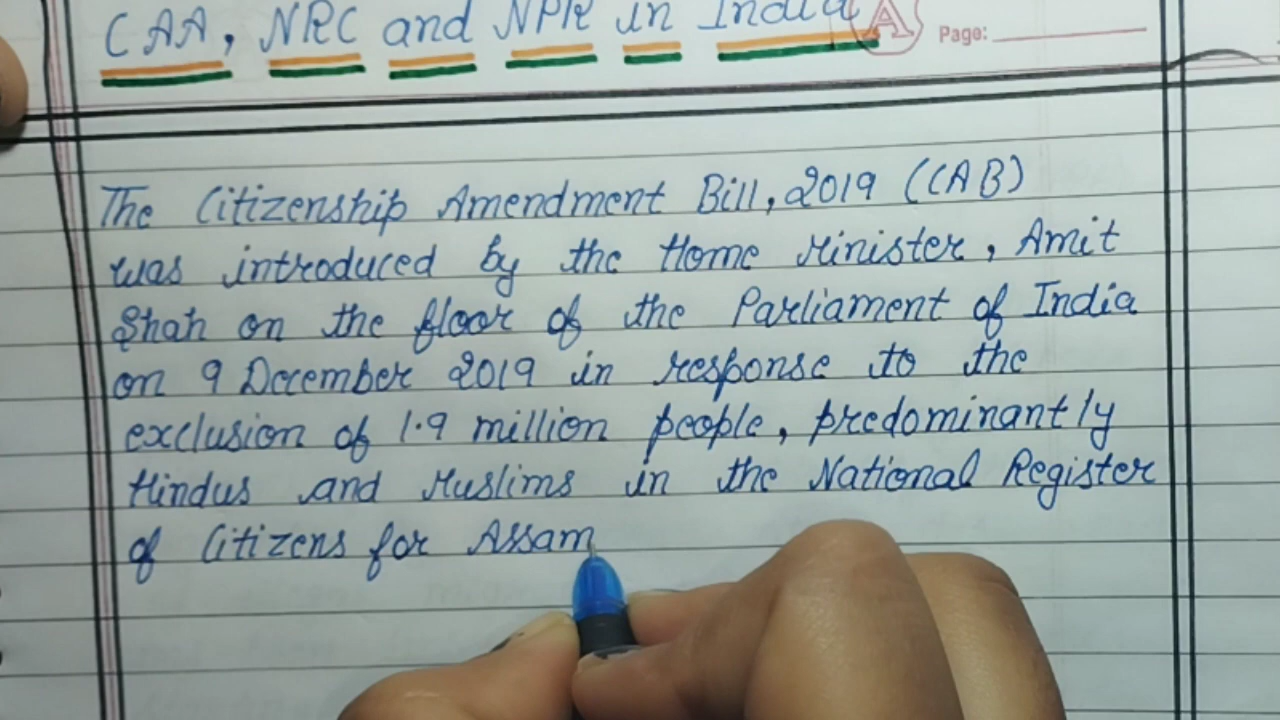 CAA, NRC and NPR in India
A
Page:
The Citizenship Amendment Bill, 2019 (CAB)
was introduced by the Home Minister, Amit
Shah on the floor of the Parliament of India
on 9 December 2019 in response to the
exclusion of 1.9 million people, predominantly
Hindus and Muslims in the National Register
of Citizens for Assam